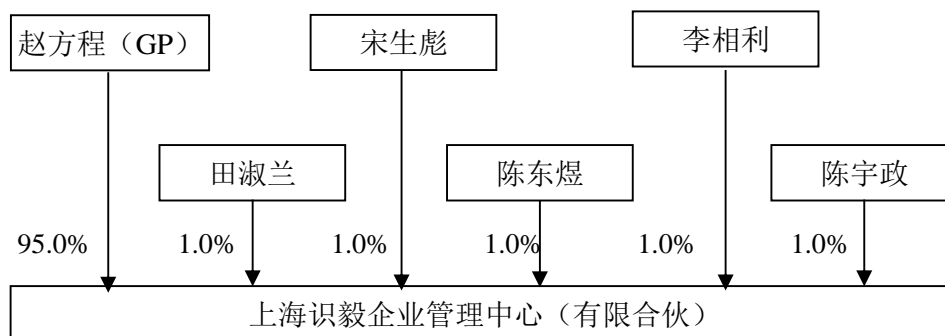 赵方程（GP） 宋生彪 李相利
田淑兰 陈东煜 陈宇政
95.0% 1.0% 1.0% 1.0% 1.0% 1.0%
上海识毅企业管理中心（有限合伙）